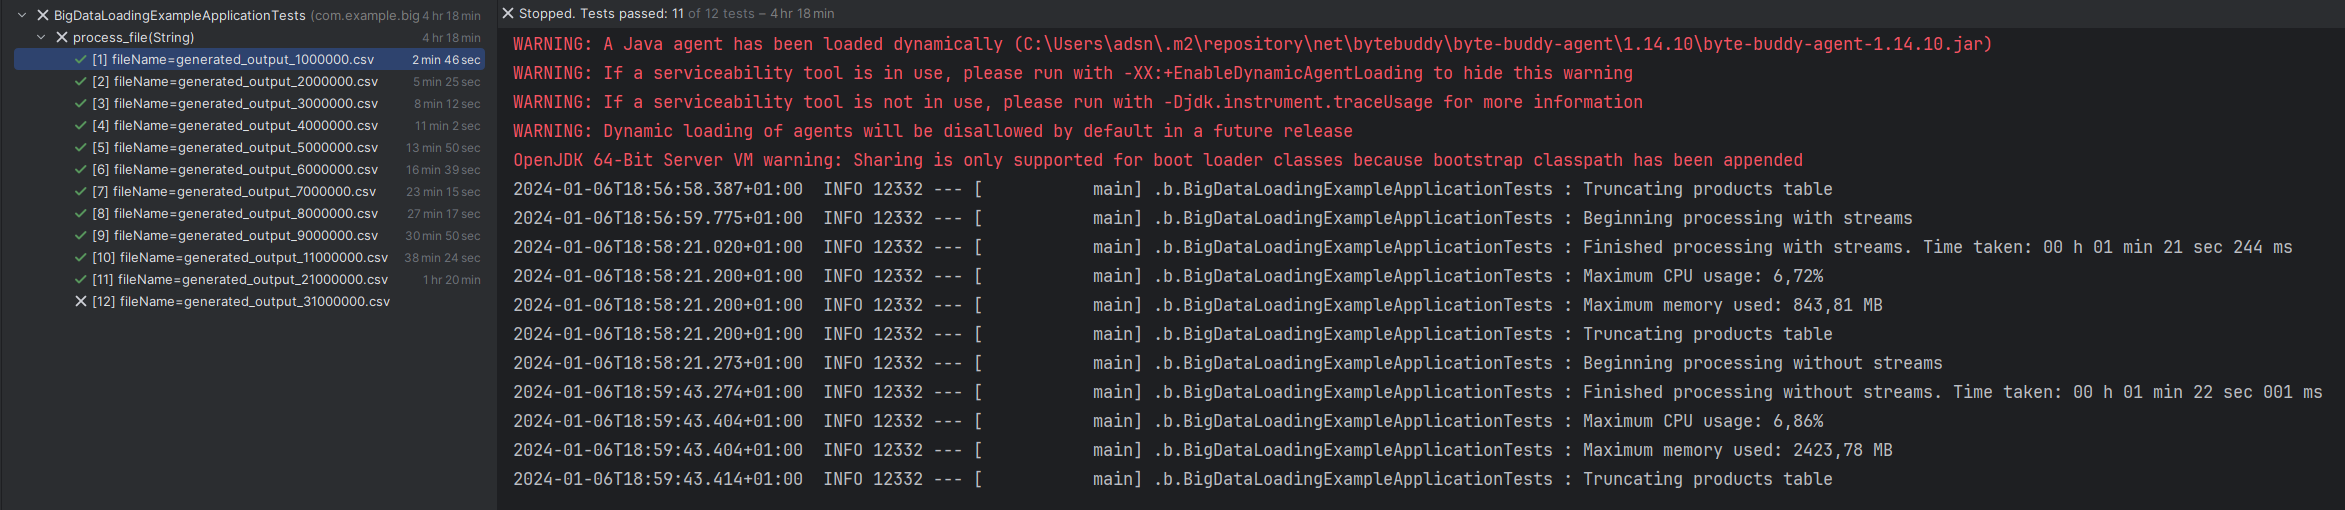 BigDataLoadingExampleApplicationTests (com.example.big 4 hr 18 min
process_file(String) 4 hr 18 min
[1] fileName=generated_output_1000000.csv 2 min 46 sec
[2] fileName=generated_output_2000000.csv 5 min 25 sec
[3] fileName=generated_output_3000000.csv 8 min 12 sec
[4] fileName=generated_output_4000000.csv 11 min 2 sec
[5] fileName=generated_output_5000000.csv 13 min 50 sec
[6] fileName=generated_output_6000000.csv 16 min 39 sec
[7] fileName=generated_output_7000000.csv 23 min 15 sec
[8] fileName=generated_output_8000000.csv 27 min 17 sec
[9] fileName=generated_output_9000000.csv 30 min 50 sec
[10] fileName=generated_output_11000000.csv 38 min 24 sec
[11] fileName=generated_output_21000000.csv 1 hr 20 min
[12] fileName=generated_output_31000000.csv
Stopped. Tests passed: 11 of 12 tests – 4 hr 18 min
WARNING: A Java agent has been loaded dynamically (C:\Users\adsn\.m2\repository\net\bytebuddy\byte-buddy-agent\1.14.10\byte-buddy-agent-1.14.10.jar)
WARNING: If a serviceability tool is in use, please run with -XX:+EnableDynamicAgentLoading to hide this warning
WARNING: If a serviceability tool is not in use, please run with -Djdk.instrument.traceUsage for more information
WARNING: Dynamic loading of agents will be disallowed by default in a future release
OpenJDK 64-Bit Server VM warning: Sharing is only supported for boot loader classes because bootstrap classpath has been appended
2024-01-06T18:56:58.387+01:00  INFO 12332 --- [           main] .b.BigDataLoadingExampleApplicationTests : Truncating products table
2024-01-06T18:56:59.775+01:00  INFO 12332 --- [           main] .b.BigDataLoadingExampleApplicationTests : Beginning processing with streams
2024-01-06T18:58:21.020+01:00  INFO 12332 --- [           main] .b.BigDataLoadingExampleApplicationTests : Finished processing with streams. Time taken: 00 h 01 min 21 sec 244 ms
2024-01-06T18:58:21.200+01:00  INFO 12332 --- [           main] .b.BigDataLoadingExampleApplicationTests : Maximum CPU usage: 6,72%
2024-01-06T18:58:21.200+01:00  INFO 12332 --- [           main] .b.BigDataLoadingExampleApplicationTests : Maximum memory used: 843,81 MB
2024-01-06T18:58:21.200+01:00  INFO 12332 --- [           main] .b.BigDataLoadingExampleApplicationTests : Truncating products table
2024-01-06T18:58:21.273+01:00  INFO 12332 --- [           main] .b.BigDataLoadingExampleApplicationTests : Beginning processing without streams
2024-01-06T18:59:43.274+01:00  INFO 12332 --- [           main] .b.BigDataLoadingExampleApplicationTests : Finished processing without streams. Time taken: 00 h 01 min 22 sec 001 ms
2024-01-06T18:59:43.404+01:00  INFO 12332 --- [           main] .b.BigDataLoadingExampleApplicationTests : Maximum CPU usage: 6,86%
2024-01-06T18:59:43.404+01:00  INFO 12332 --- [           main] .b.BigDataLoadingExampleApplicationTests : Maximum memory used: 2423,78 MB
2024-01-06T18:59:43.414+01:00  INFO 12332 --- [           main] .b.BigDataLoadingExampleApplicationTests : Truncating products table